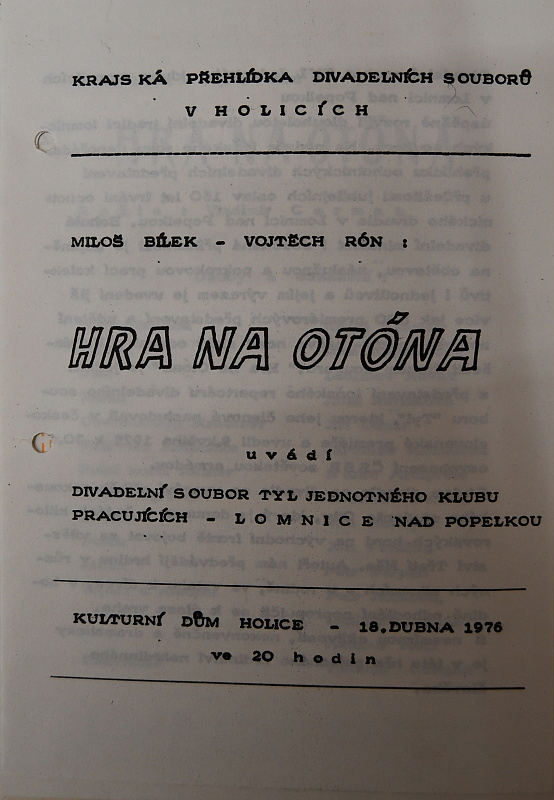 KRAJSKÁ PŘEHLÍDKA DIVADELNÍCH SOUBORŮ
V HOLICÍCH
MILOŠ BÍLEK - VOJTĚCH RÓN :
HRA NA OTÓNA
uvádí
DIVADELNÍ SOUBOR TYL JEDNOTNÉHO KLUBU
PRACUJÍCÍCH - LOMNICE NAD POPELKOU
KULTURNÍ DŮM HOLICE - 18.DUBNA 1976
ve 20 hodin